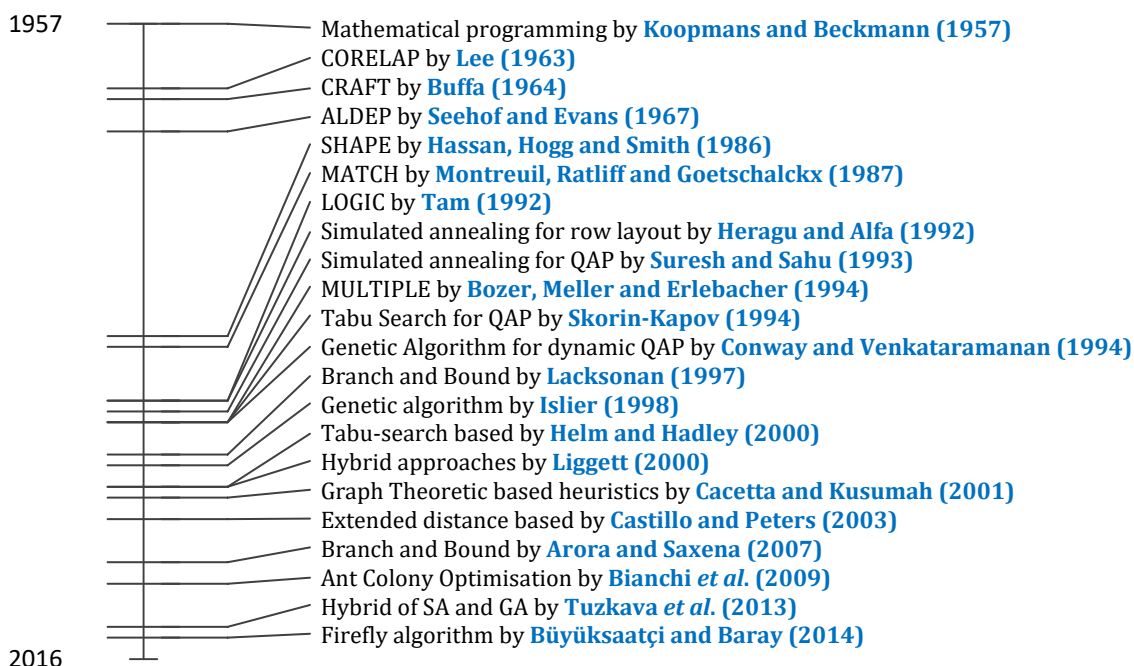 1957
Mathematical programming by Koopmans and Beckmann (1957)
CORELAP by Lee (1963)
CRAFT by Buffa (1964)
ALDEP by Seehof and Evans (1967)
SHAPE by Hassan, Hogg and Smith (1986)
MATCH by Montreuil, Ratliff and Goetschalckx (1987)
LOGIC by Tam (1992)
Simulated annealing for row layout by Heragu and Alfa (1992)
Simulated annealing for QAP by Suresh and Sahu (1993)
MULTIPLE by Bozer, Meller and Erlebacher (1994)
Tabu Search for QAP by Skorin-Kapov (1994)
Genetic Algorithm for dynamic QAP by Conway and Venkataramanan (1994)
Branch and Bound by Lacksonan (1997)
Genetic algorithm by Islier (1998)
Tabu-search based by Helm and Hadley (2000)
Hybrid approaches by Liggett (2000)
Graph Theoretic based heuristics by Cacetta and Kusumah (2001)
Extended distance based by Castillo and Peters (2003)
Branch and Bound by Arora and Saxena (2007)
Ant Colony Optimisation by Bianchi et al. (2009)
Hybrid of SA and GA by Tuzkava et al. (2013)
Firefly algorithm by Büyüksaatçi and Baray (2014)
2016